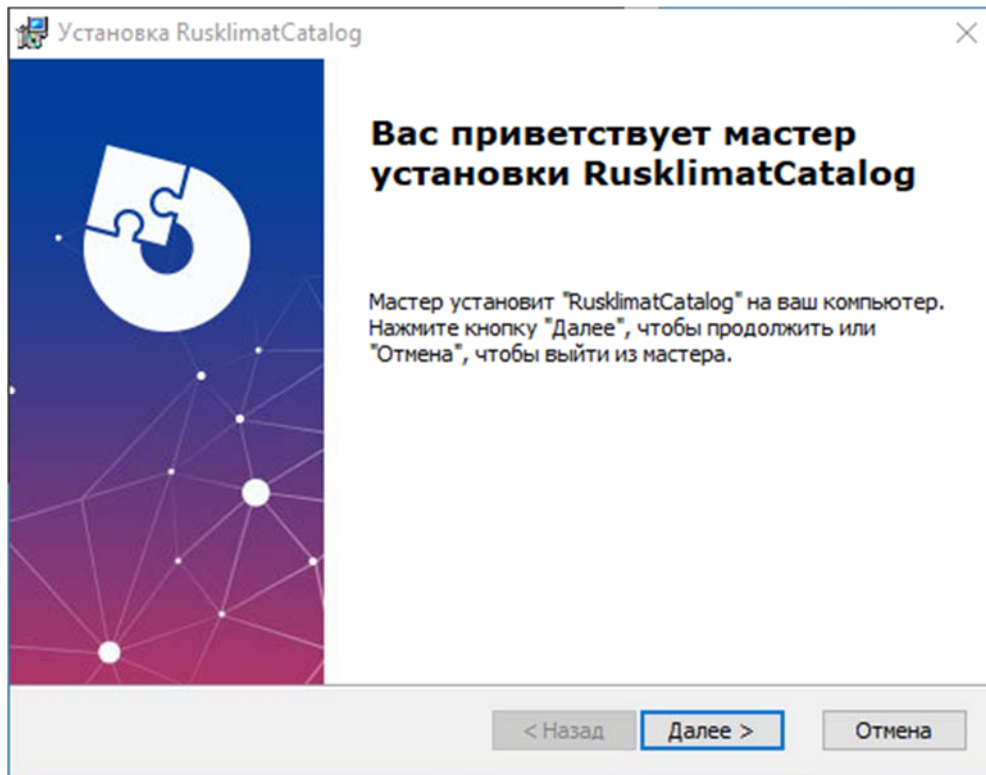 Установка RusklimatCatalog
Вас приветствует мастер
установки RusklimatCatalog
Мастер установит "RusklimatCatalog" на ваш компьютер.
Нажмите кнопку "Далее", чтобы продолжить или
"Отмена", чтобы выйти из мастера.
< Назад
Далее >
Отмена